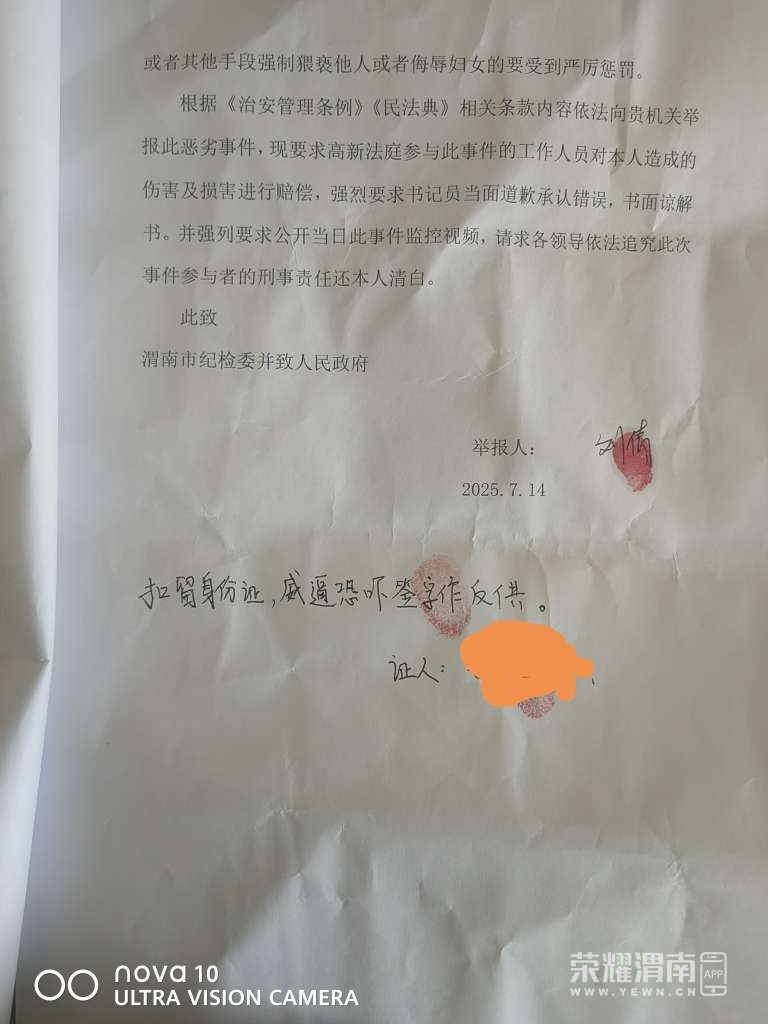 或者其他手段强制猥亵他人或者侮辱妇女的要受到严厉惩罚。
根据《治安管理条例》《民法典》相关条款内容依法向贵机关举
报此恶劣事件，现要求高新法庭参与此事件的工作人员对本人造成的
伤害及损害进行赔偿，强烈要求书记员当面道歉承认错误，书面谅解
书。并强列要求公开当日此事件监控视频，请求各领导依法追究此次
事件参与者的刑事责任还本人清白。
此致
渭南市纪检委并致人民政府
举报人： 刘倩
2025.7.14
扣留身份证，威逼恐吓签字作反供。
证人：
nova 10
ULTRA VISION CAMERA
荣耀渭南 APP
WWW.YEWN.CN